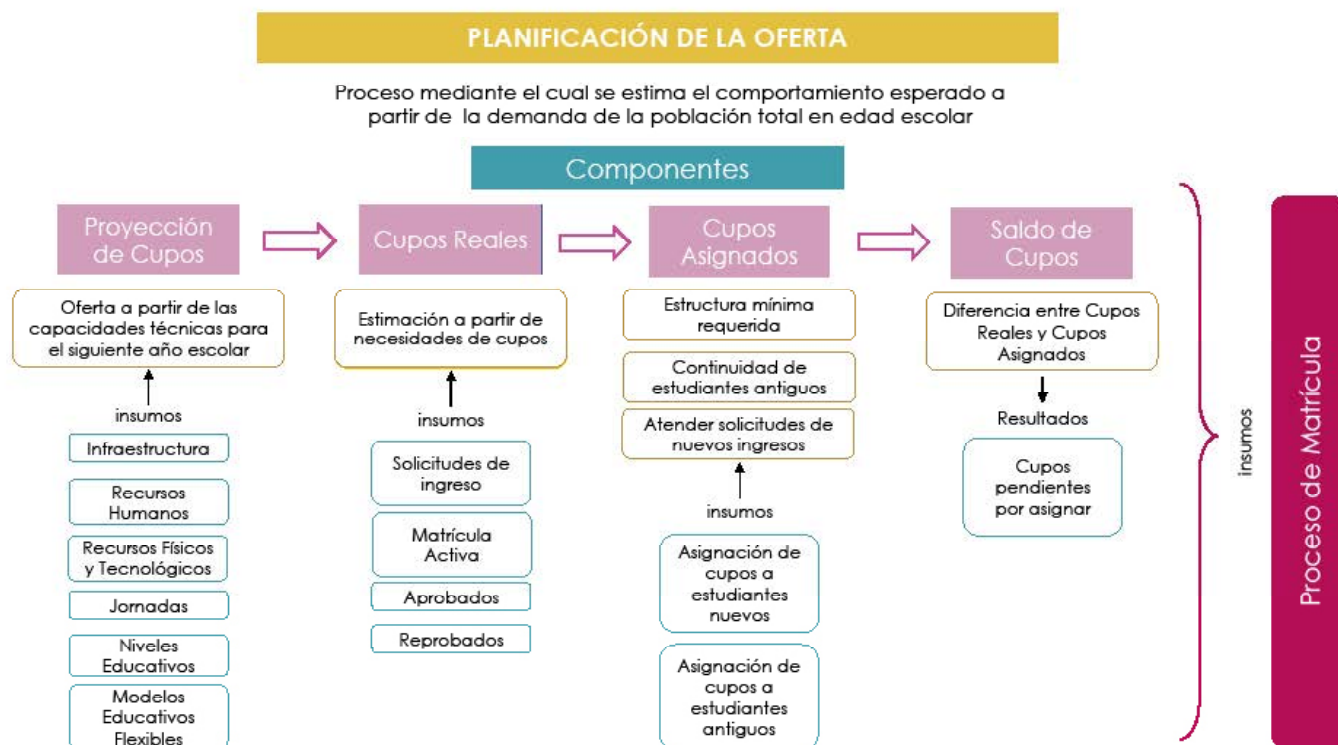 PLANIFICACIÓN DE LA OFERTA
Proceso mediante el cual se estima el comportamiento esperado a
partir de la demanda de la población total en edad escolar
Componentes
Proyección
de Cupos
Oferta a partir de las
capacidades técnicas para
el siguiente año escolar
insumos
Infraestructura
Recursos
Humanos
Recursos Físicos
y Tecnológicos
Jornadas
Niveles
Educativos
Modelos
Educativos
Flexibles
Cupos Reales
Estimación a partir de
necesidades de cupos
insumos
Solicitudes de
ingreso
Matrícula
Activa
Aprobados
Reprobados
Cupos
Asignados
Estructura mínima
requerida
Continuidad de
estudiantes antiguos
Atender solicitudes de
nuevos ingresos
insumos
Asignación de
cupos a
estudiantes
nuevos
Asignación de
cupos a
estudiantes
antiguos
Saldo de
Cupos
Diferencia entre Cupos
Reales y Cupos
Asignados
Resultados
Cupos
pendientes
por asignar
insumos
Proceso de Matrícula